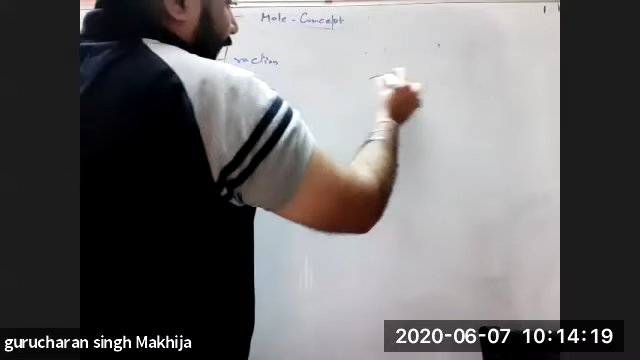 Mole - Concept
raction
gurucharan singh Makhija
2020-06-07 10:14:19